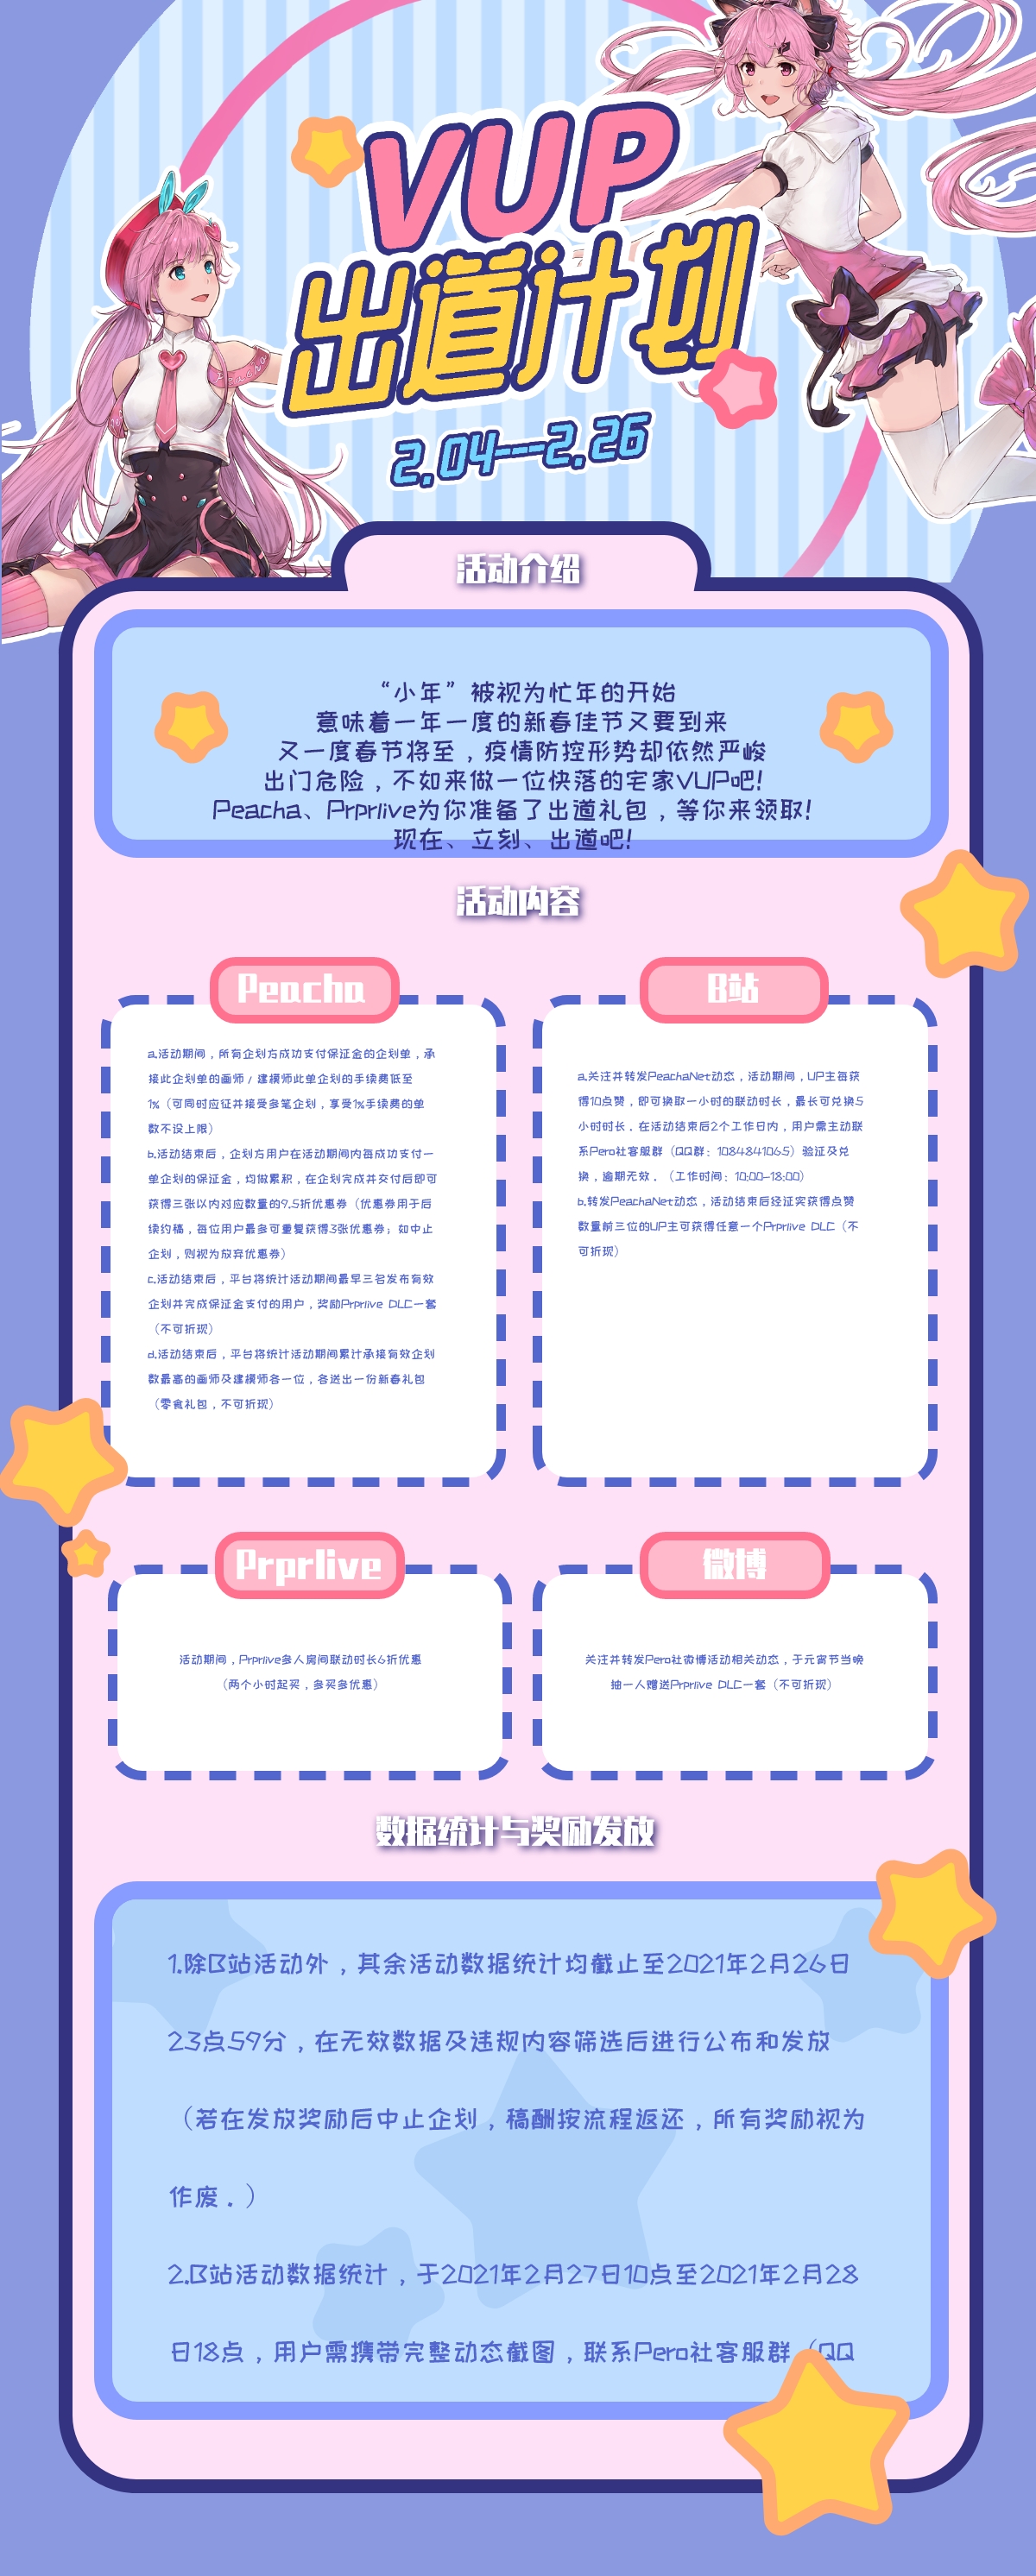 VUP
出道计划
2.04---2.26
活动介绍
“小年”被视为忙年的开始
意味着一年一度的新春佳节又要到来
又一度春节将至，疫情防控形势却依然严峻
出门危险，不如来做一位快落的宅家VUP吧!
Peacha、Prprlive为你准备了出道礼包，等你来领取!
现在、立刻、出道吧!
活动内容
Peacha
a.活动期间，所有企划方成功支付保证金的企划单，承
接此企划单的画师/建模师此单企划的手续费低至
1%（可同时应征并接受多笔企划，享受1%手续费的单
数不设上限）
b.活动结束后，企划方用户在活动期间内每成功支付一
单企划的保证金，均做累积，在企划完成并交付后即可
获得三张以内对应数量的9.5折优惠券（优惠券用于后
续约稿，每位用户最多可重复获得3张优惠券；如中止
企划，则视为放弃优惠券）
c.活动结束后，平台将统计活动期间最早三名发布有效
企划并完成保证金支付的用户，奖励Prprlive DLC一套
（不可折现）
d.活动结束后，平台将统计活动期间累计承接有效企划
数最高的画师及建模师各一位，各送出一份新春礼包
（零食礼包，不可折现）
B站
a.关注并转发PeachaNet动态，活动期间，UP主每获
得10点赞，即可换取一小时的联动时长，最长可兑换5
小时时长，在活动结束后2个工作日内，用户需主动联
系Pero社客服群（QQ群：1084841065）验证及兑
换，逾期无效．（工作时间：10:00-18:00）
b.转发PeachaNet动态，活动结束后经证实获得点赞
数量前三位的UP主可获得任意一个Prprlive DLC（不
可折现）
Prprlive
活动期间，Prprlive多人房间联动时长6折优惠
（两个小时起买，多买多优惠）
微博
关注并转发Pero社微博活动相关动态，于元宵节当晚
抽一人赠送Prprlive DLC一套（不可折现）
数据统计与奖励发放
1.除B站活动外，其余活动数据统计均截止至2021年2月26日
23点59分，在无效数据及违规内容筛选后进行公布和发放
（若在发放奖励后中止企划，稿酬按流程返还，所有奖励视为
作废．）
2.B站活动数据统计，于2021年2月27日10点至2021年2月28
日18点，用户需携带完整动态截图，联系Pero社客服群（QQ